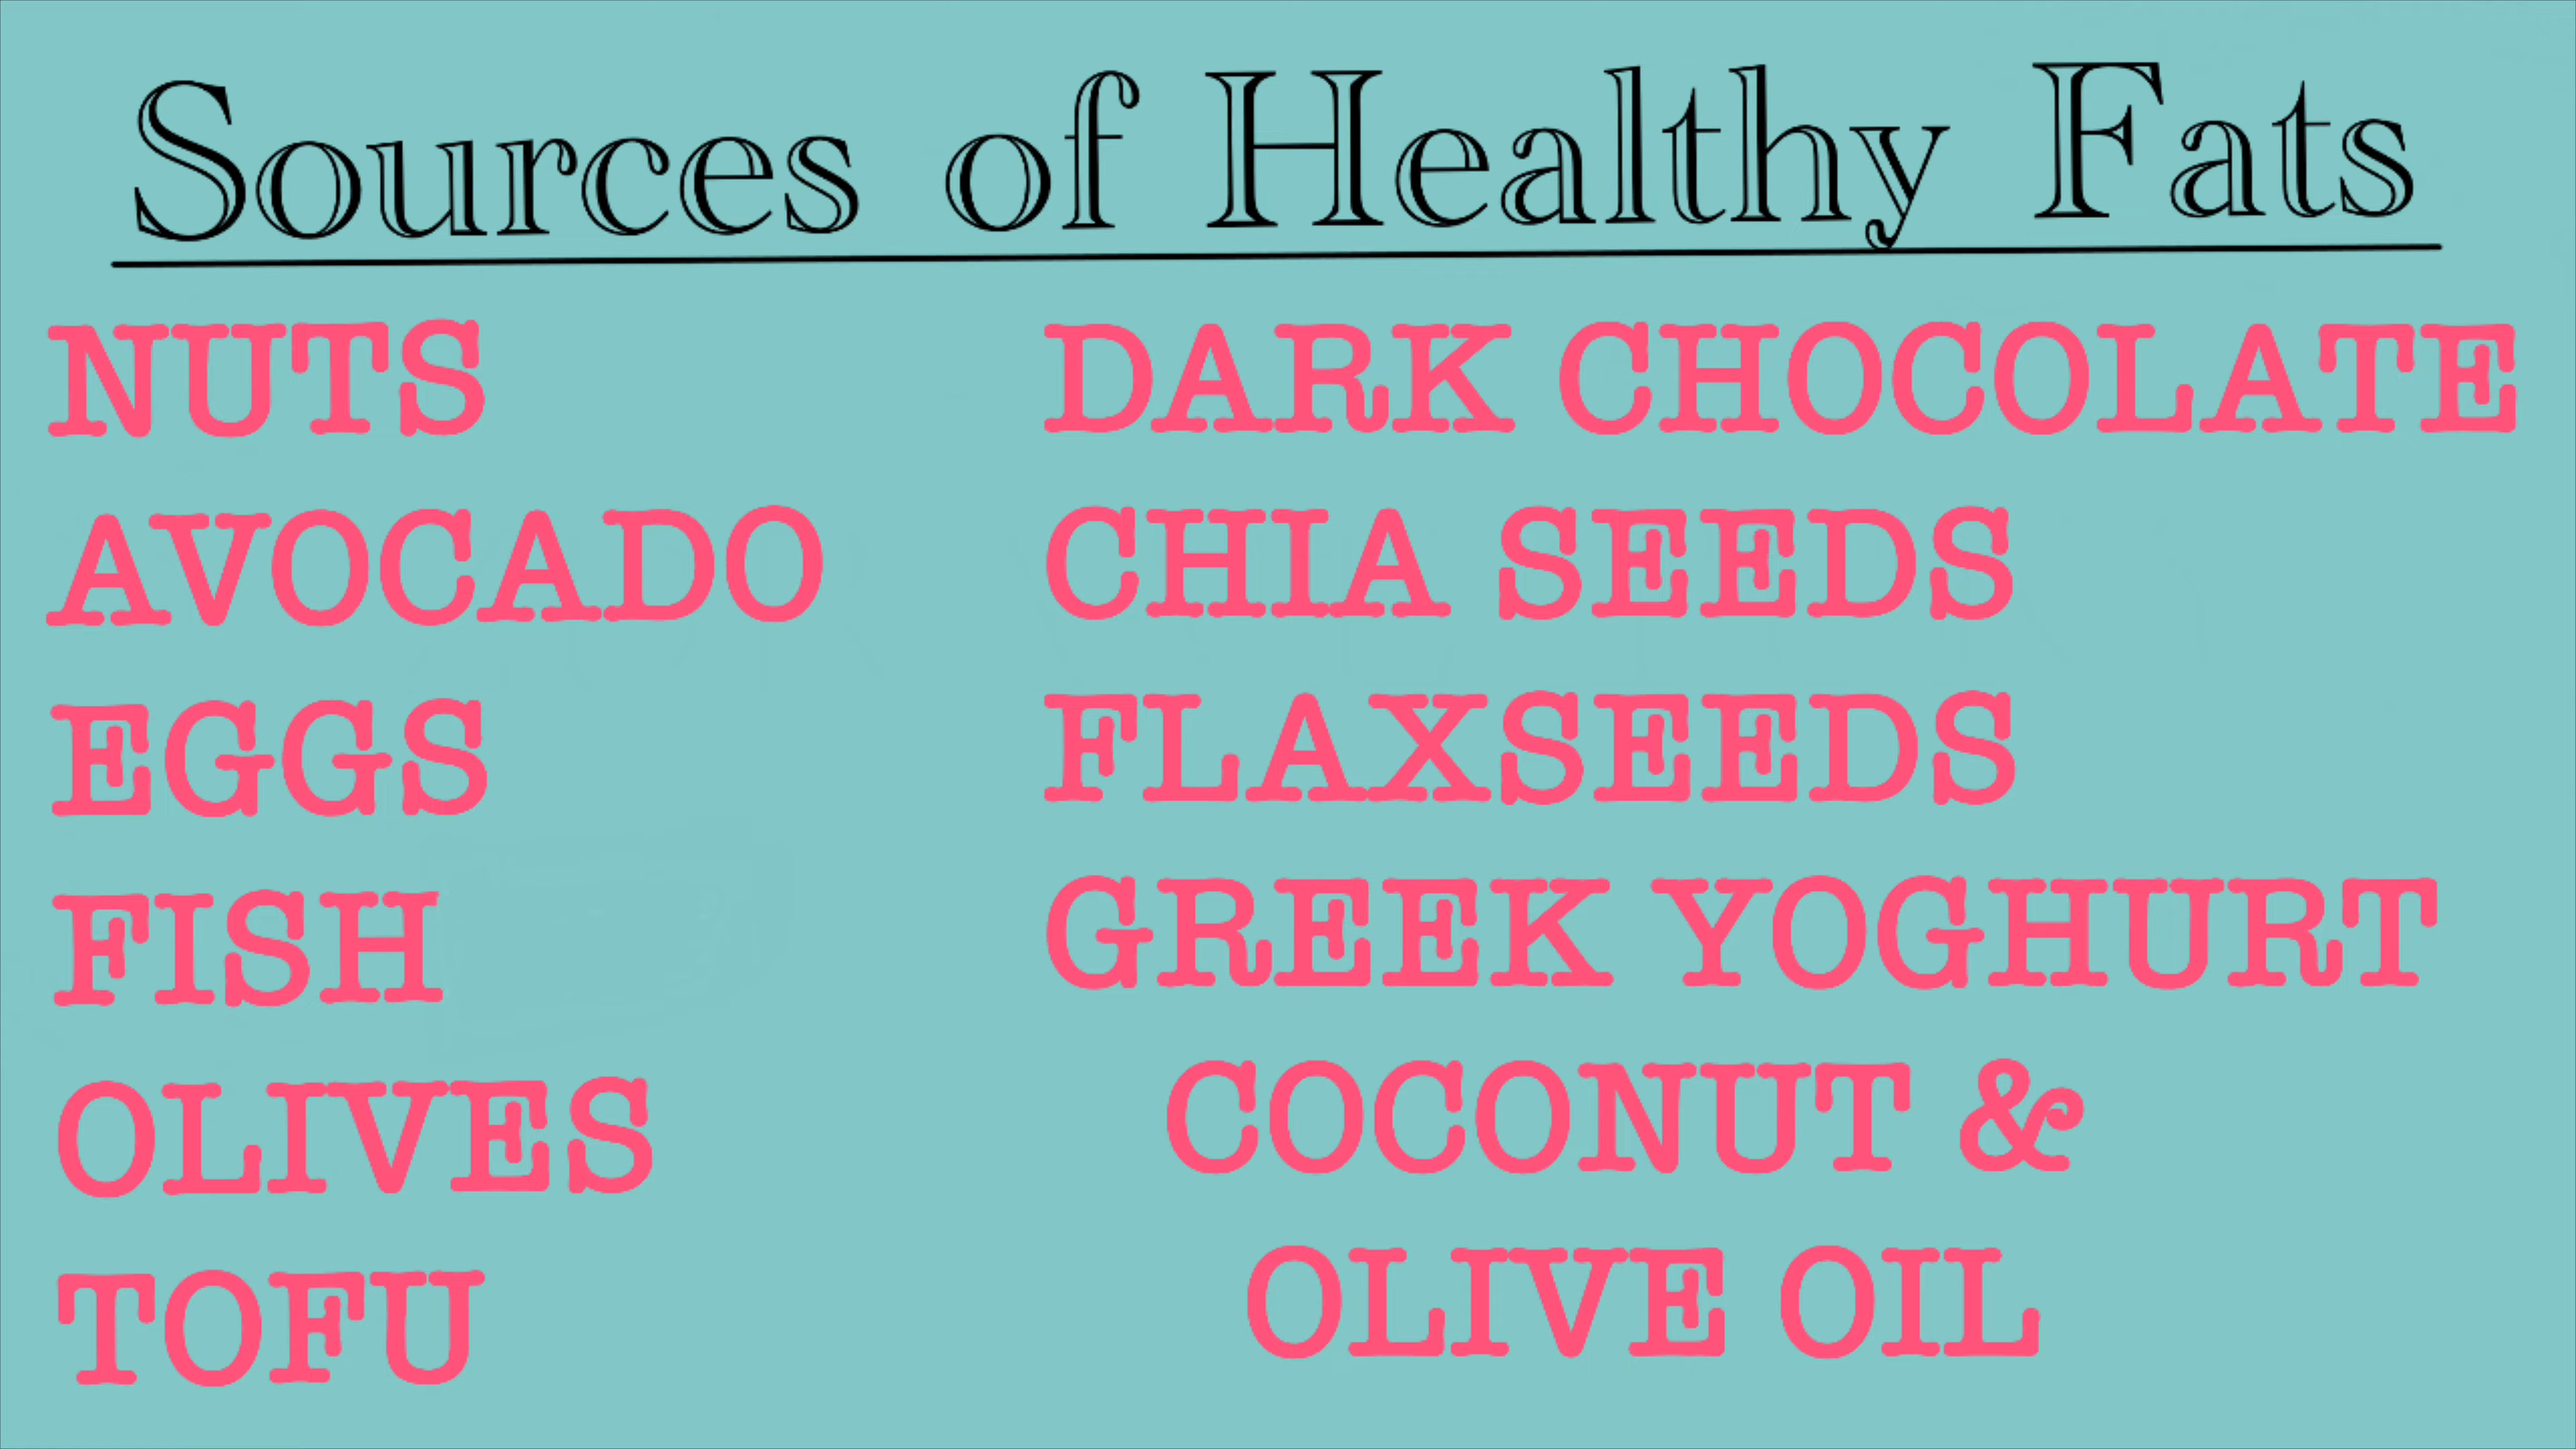 Sources of Healthy Fats
NUTS
AVOCADO
EGGS
FISH
OLIVES
TOFU
DARK CHOCOLATE
CHIA SEEDS
FLAXSEEDS
GREEK YOGHURT
COCONUT &
OLIVE OIL